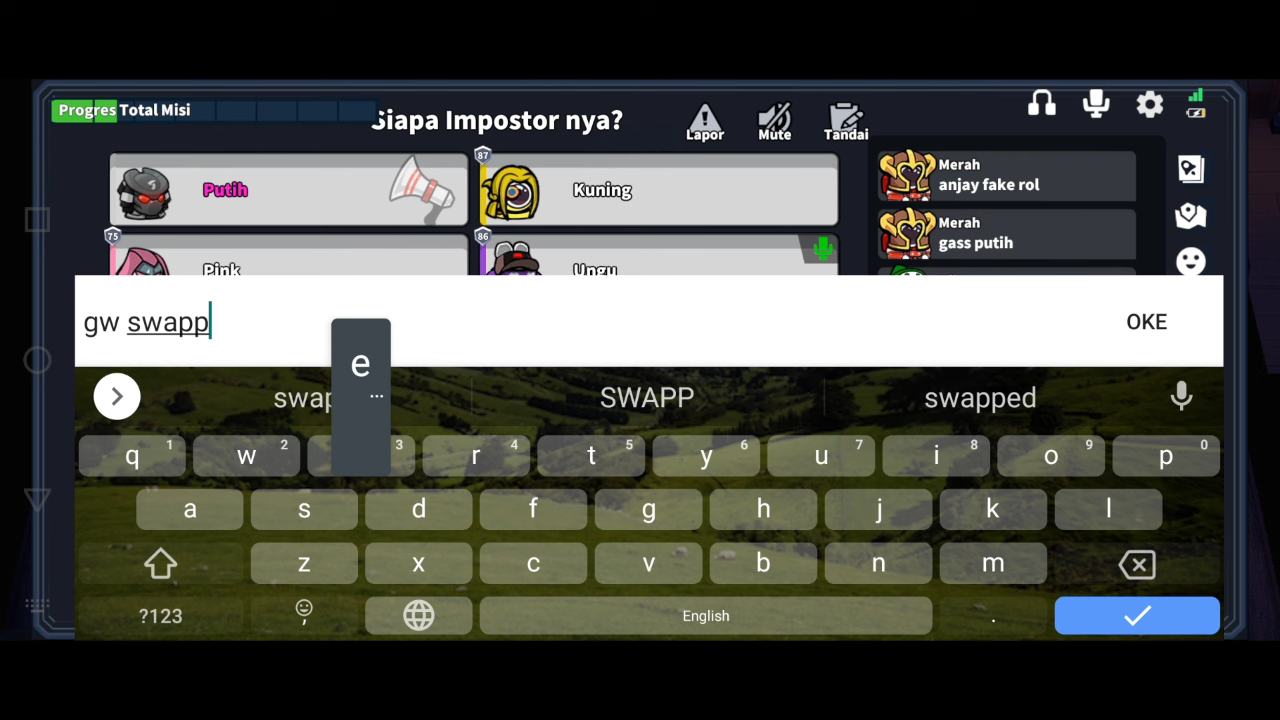 Progres Total Misi
Siapa Impostor nya?
Lapor
Mute
Tandai
Putih
87
Kuning
75
Pink
86
Ungu
Merah
anjay fake rol
Merah
gass putih
gw swapp
OKE
e
...
SWAPP
swapped
q 1 w 2 3 r 4 t 5 y 6 u 7 i 8 o 9 p 0
a s d f g h j k l
z x c v b n m
?123
,
English
.